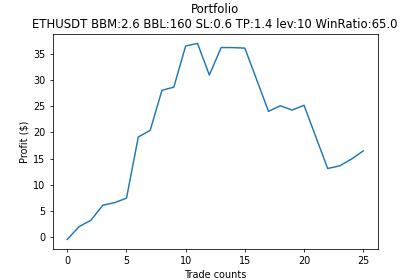 Portfolio
ETHUSDT BBM:2.6 BBL:160 SL:0.6 TP:1.4 lev:10 WinRatio:65.0
Profit ($)
35
30
25
20
15
10
5
0
0 5 10 15 20 25
Trade counts